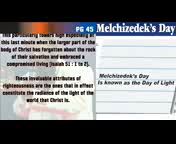 PG 45
Melchizedek's Day
This particularly toward high especially at
this last minute when the larger part of the
body of Christ has forgotten about the rock
of their salvation and embraced a
compromised living (Isaiah 51 : 1 to 2).
These invaluable attributes of
righteousness are the ones that in effect
constitute the radiance of the light of
the world that Christ is.
Melchizedek's Day
Is known as the Day of Light